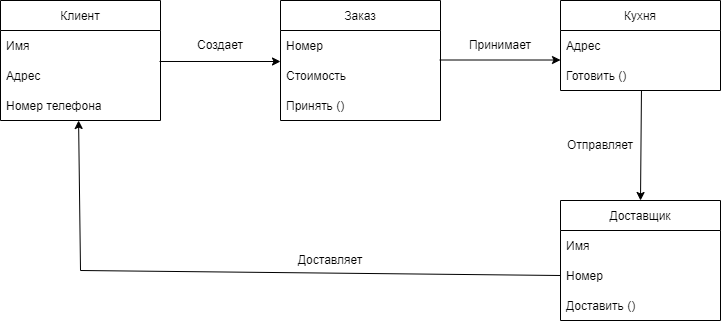 Клиент
Имя
Адрес
Номер телефона
Создает
Заказ
Номер
Стоимость
Принять ()
Принимает
Кухня
Адрес
Готовить ()
Отправляет
Доставщик
Имя
Номер
Доставить ()
Доставляет